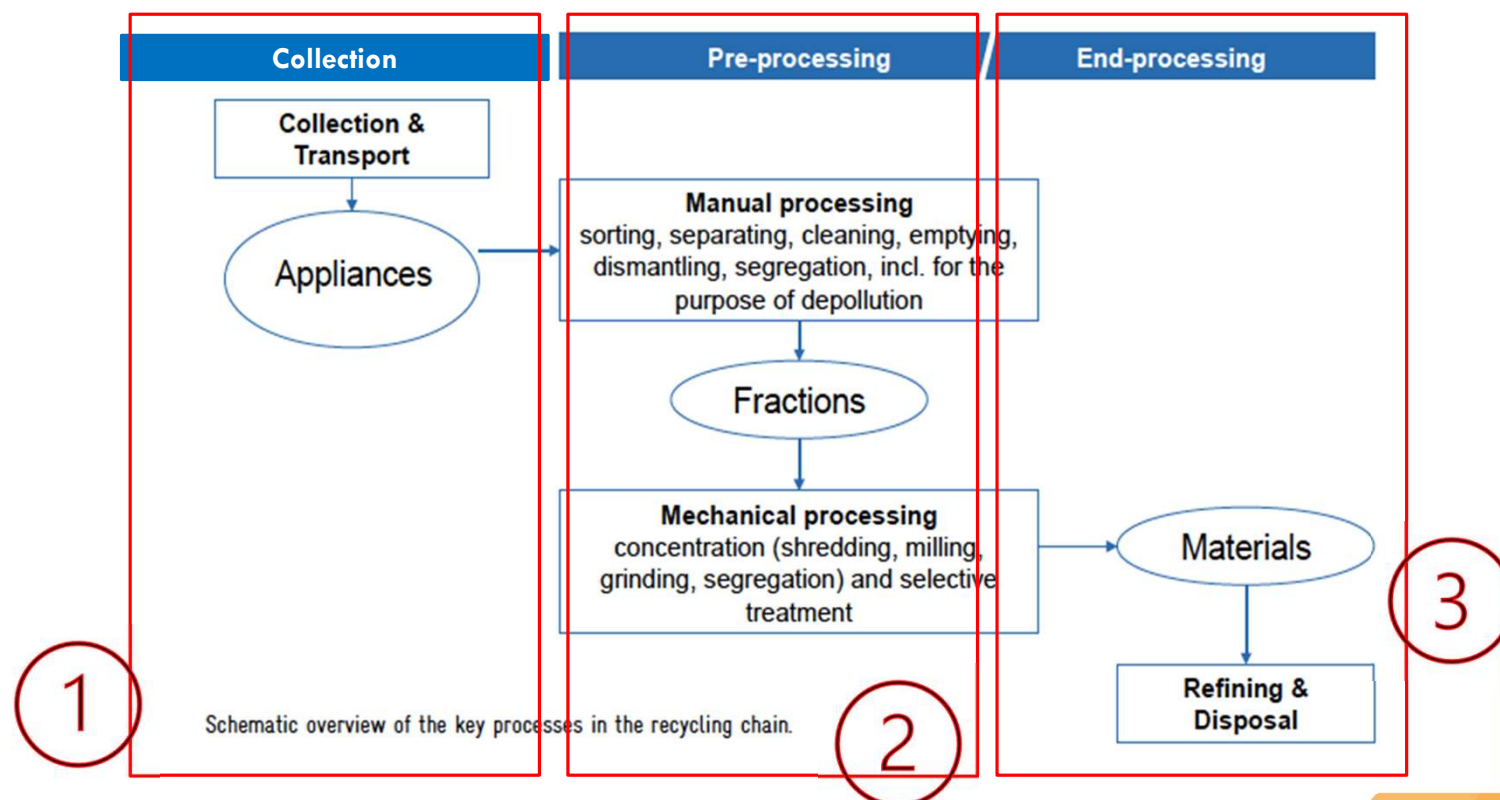 Collection
Pre-processing
End-processing
Collection &
Transport
Appliances
Manual processing
sorting, separating, cleaning, emptying,
dismantling, segregation, incl. for the
purpose of depollution
Fractions
Mechanical processing
concentration (shredding, milling,
grinding, segregation) and selective
treatment
Materials
Refining &
Disposal
1
2
3
Schematic overview of the key processes in the recycling chain.